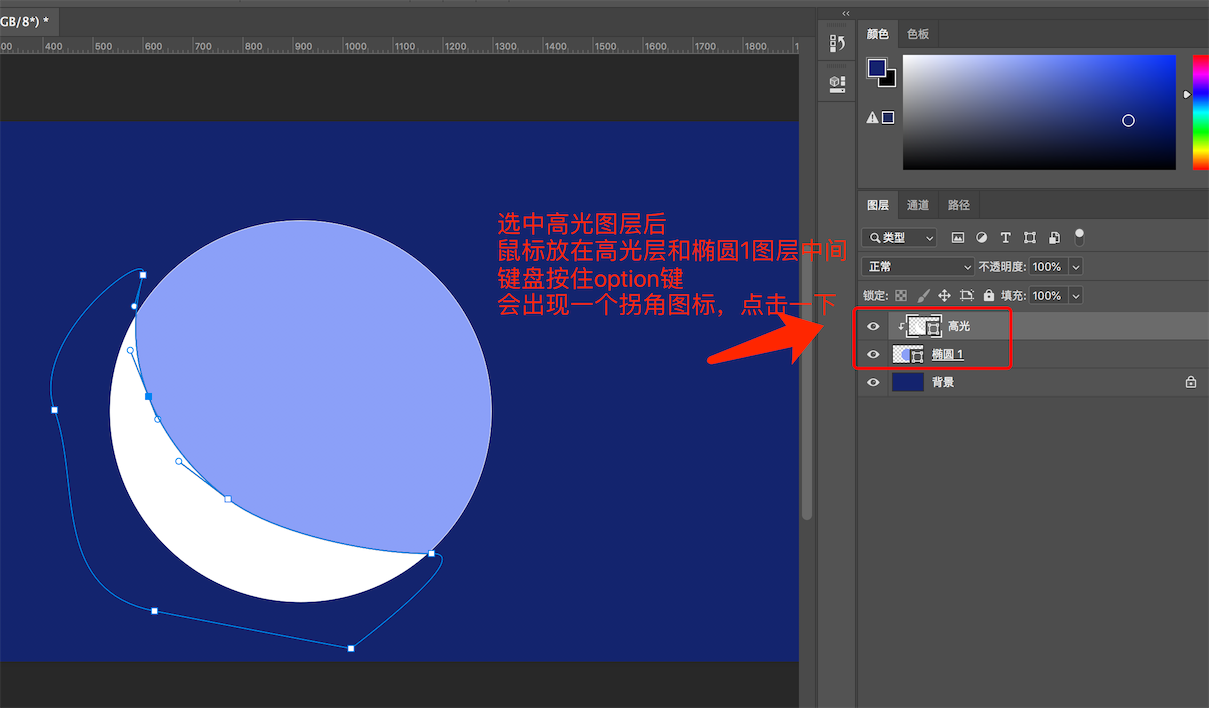 GB/8*) *
00 400 500 600 700 800 900 1000 1100 1200 1300 1400 1500 1600 1700 1800 1
颜色 色板
选中高光图层后
鼠标放在高光层和椭圆1图层中间
键盘按住option键
会出现一个拐角图标，点击一下
图层 通道 路径
类型
正常 不透明度: 100%
锁定: 填充: 100%
高光
椭圆 1
背景